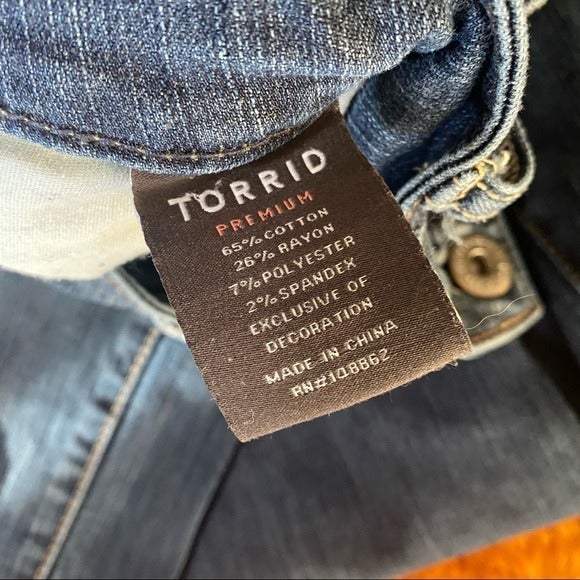 TORRID
PREMIUM
65% COTTON
26% RAYON
7% POLYESTER
2% SPANDEX
EXCLUSIVE OF
DECORATION
MADE IN CHINA
RN#148862